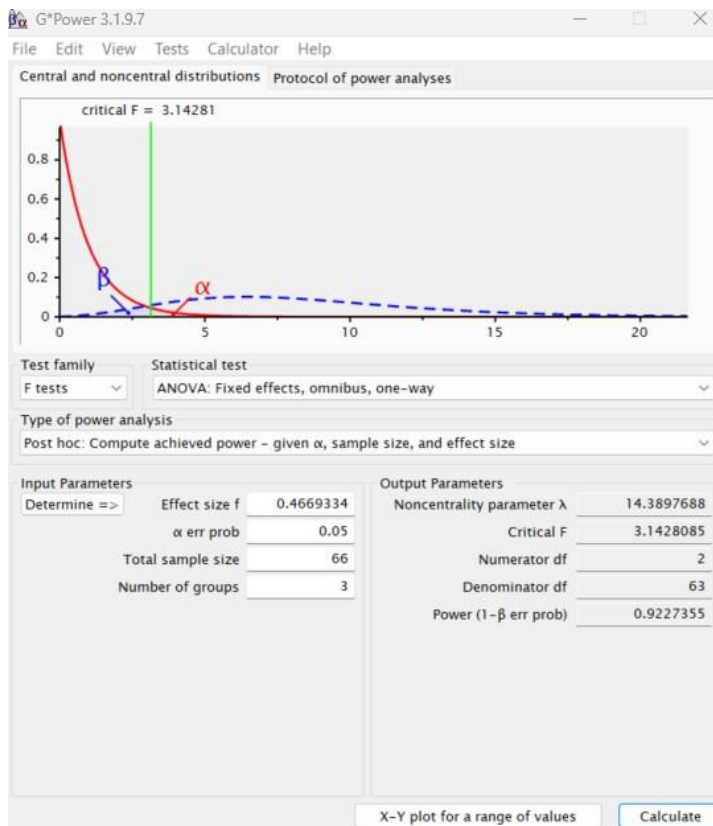 βα G*Power 3.1.9.7
File Edit View Tests Calculator Help
Central and noncentral distributions Protocol of power analyses
critical F = 3.14281
0.8
0.6
0.4
0.2
0
β
α
0 5 10 15 20
Test family Statistical test
F tests ANOVA: Fixed effects, omnibus, one-way
Type of power analysis
Post hoc: Compute achieved power – given α, sample size, and effect size
Input Parameters
Determine => Effect size f 0.4669334
α err prob 0.05
Total sample size 66
Number of groups 3
Output Parameters
Noncentrality parameter λ 14.3897688
Critical F 3.1428085
Numerator df 2
Denominator df 63
Power (1-β err prob) 0.9227355
X-Y plot for a range of values Calculate